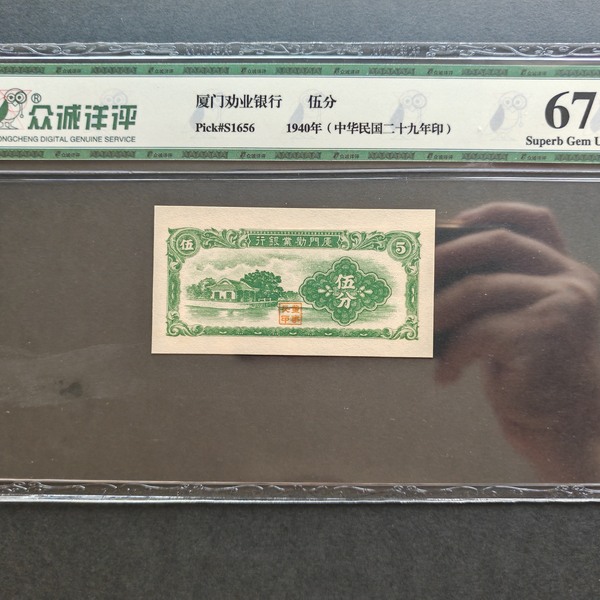 众诚洋评®
ONGCHENG DIGITAL GENUINE SERVICE
厦门劝业银行 伍分
Pick#S1656 1940年（中华民国二十九年印）
67
Superb Gem U
行銀業勸門厦
伍
5
伍分